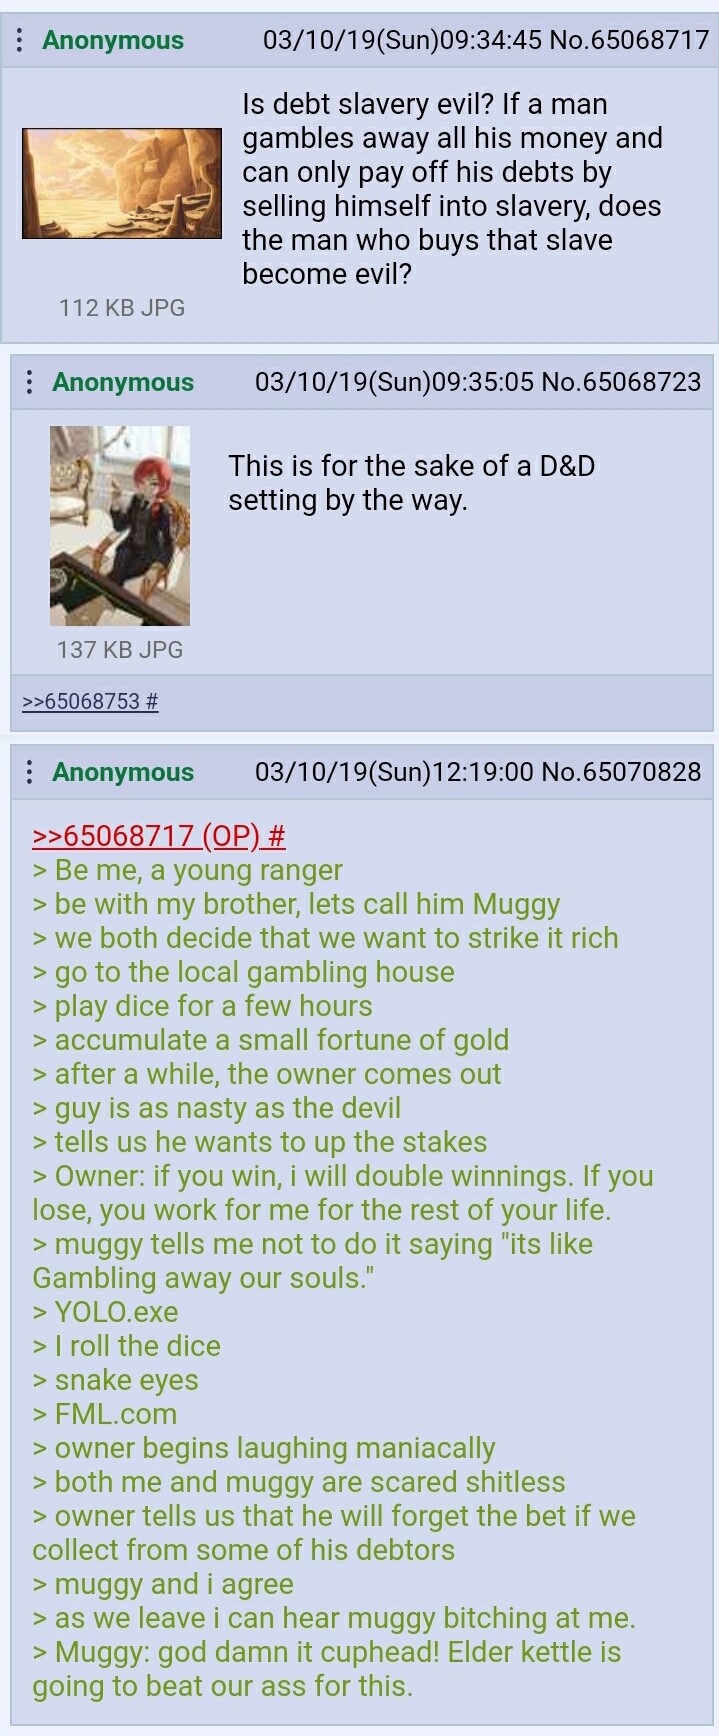 Anonymous 03/10/19(Sun)09:34:45 No.65068717
Is debt slavery evil? If a man
gambles away all his money and
can only pay off his debts by
selling himself into slavery, does
the man who buys that slave
become evil?
112 KB JPG
Anonymous 03/10/19(Sun)09:35:05 No.65068723
This is for the sake of a D&D
setting by the way.
137 KB JPG
>>65068753 #
Anonymous 03/10/19(Sun)12:19:00 No.65070828
>>65068717 (OP) #
> Be me, a young ranger
> be with my brother, lets call him Muggy
> we both decide that we want to strike it rich
> go to the local gambling house
> play dice for a few hours
> accumulate a small fortune of gold
> after a while, the owner comes out
> guy is as nasty as the devil
> tells us he wants to up the stakes
> Owner: if you win, i will double winnings. If you
lose, you work for me for the rest of your life.
> muggy tells me not to do it saying "its like
Gambling away our souls."
> YOLO.exe
> I roll the dice
> snake eyes
> FML.com
> owner begins laughing maniacally
> both me and muggy are scared shitless
> owner tells us that he will forget the bet if we
collect from some of his debtors
> muggy and i agree
> as we leave i can hear muggy bitching at me.
> Muggy: god damn it cuphead! Elder kettle is
going to beat our ass for this.